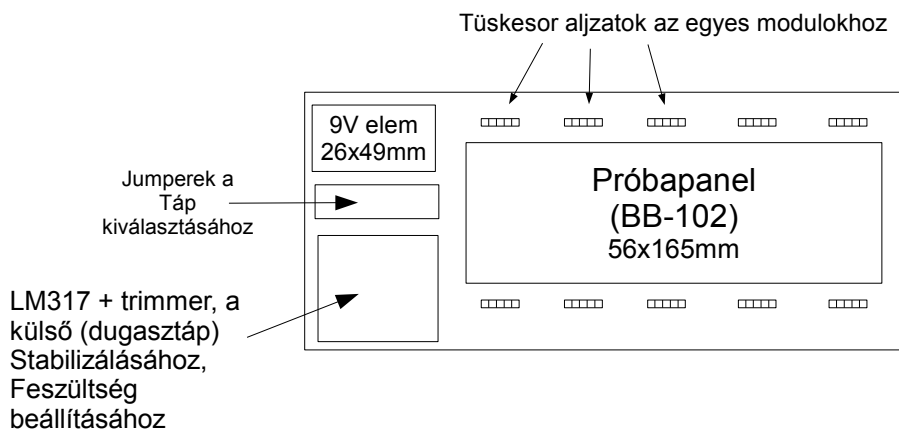 Tüskesor aljzatok az egyes modulokhoz
9V elem
26x49mm
Jumperek a
Táp
kiválasztásához
Próbapanel
(BB-102)
56x165mm
LM317 + trimmer, a
külső (dugasztáp)
Stabilizálásához,
Feszültség
beállításához